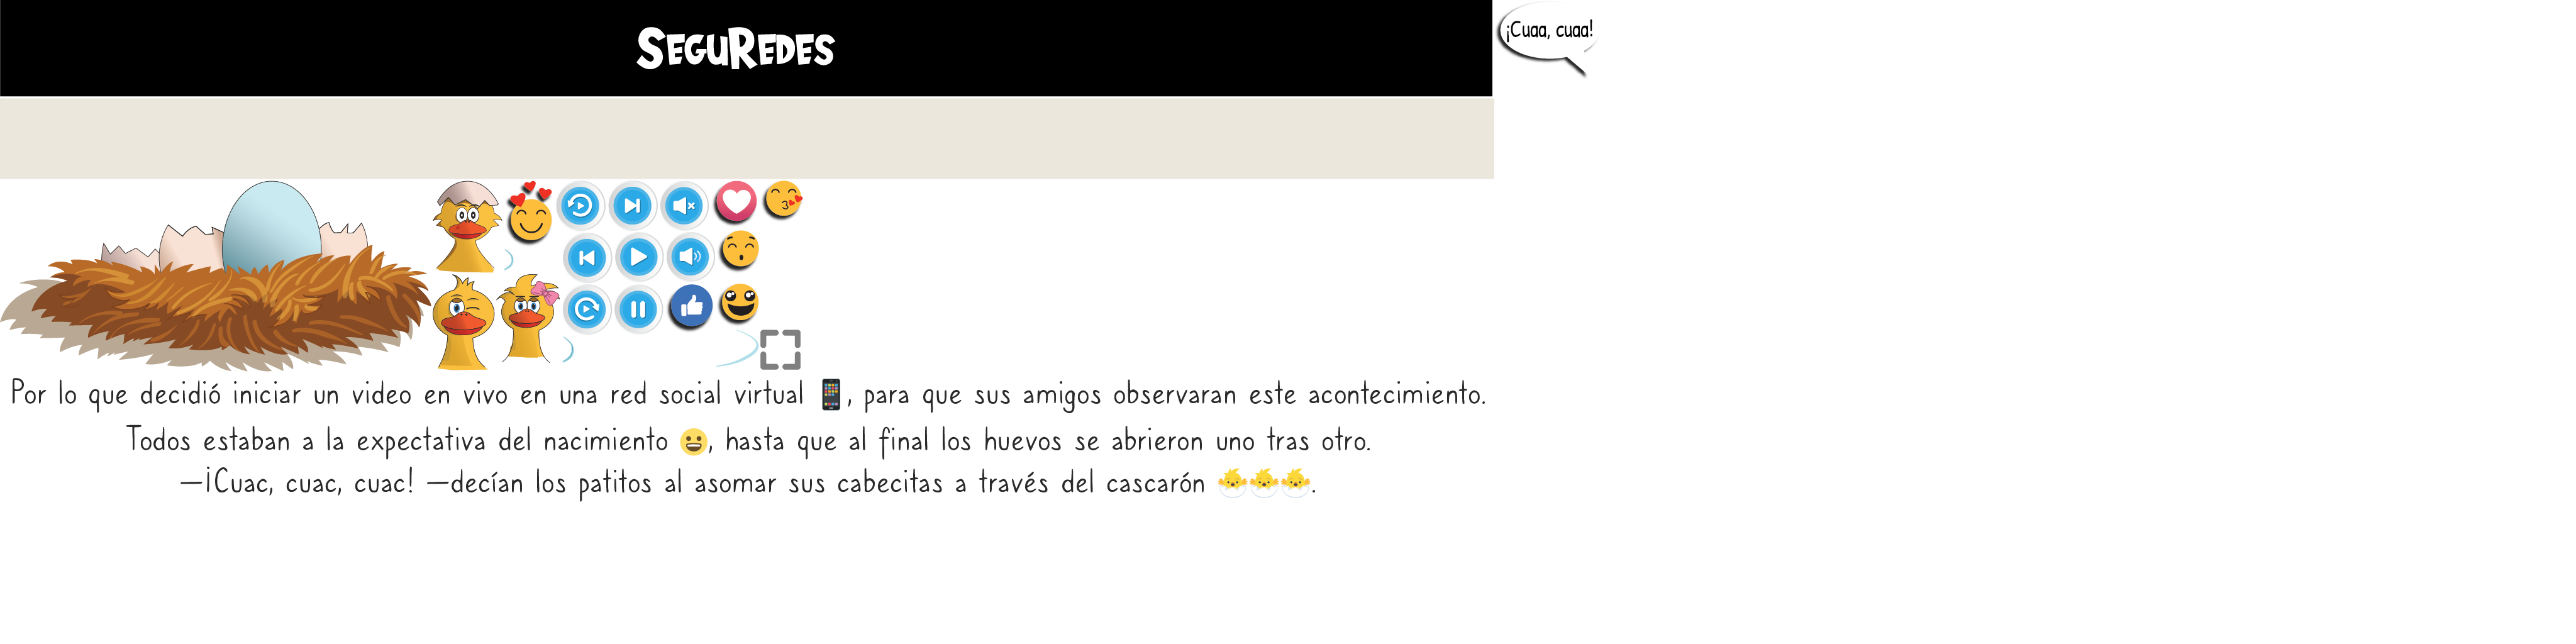 SEGUREDES
¡Cuaa, cuaa!
Por lo que decidió iniciar un video en vivo en una red social virtual 📱, para que sus amigos observaran este acontecimiento.
Todos estaban a la expectativa del nacimiento 😀, hasta que al final los huevos se abrieron uno tras otro.
—¡Cuac, cuac, cuac! —decían los patitos al asomar sus cabecitas a través del cascarón 🐣🐣🐣.